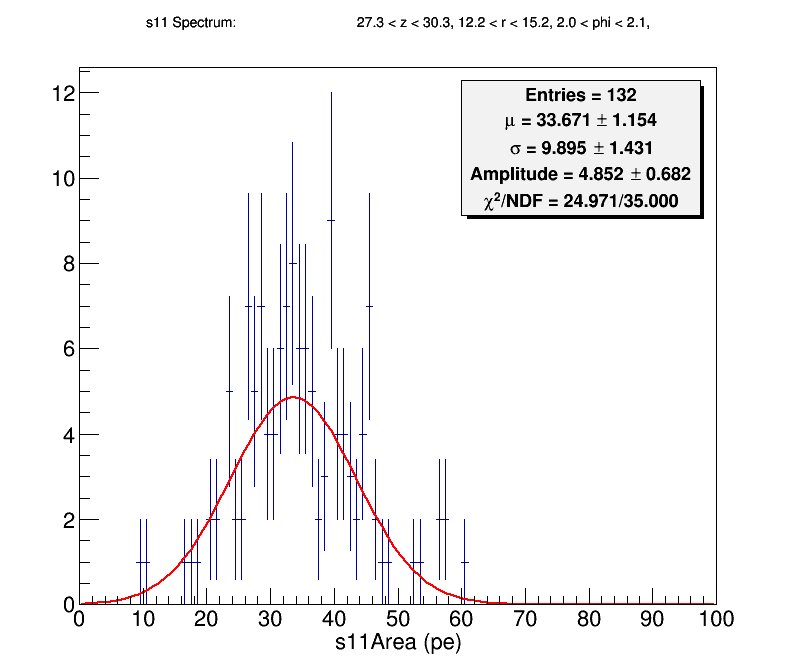 s11 Spectrum: 27.3 < z < 30.3, 12.2 < r < 15.2, 2.0 < phi < 2.1,
Entries = 132
μ = 33.671 ± 1.154
σ = 9.895 ± 1.431
Amplitude = 4.852 ± 0.682
χ²/NDF = 24.971/35.000
12
10
8
6
4
2
0
0 10 20 30 40 50 60 70 80 90 100
s11Area (pe)